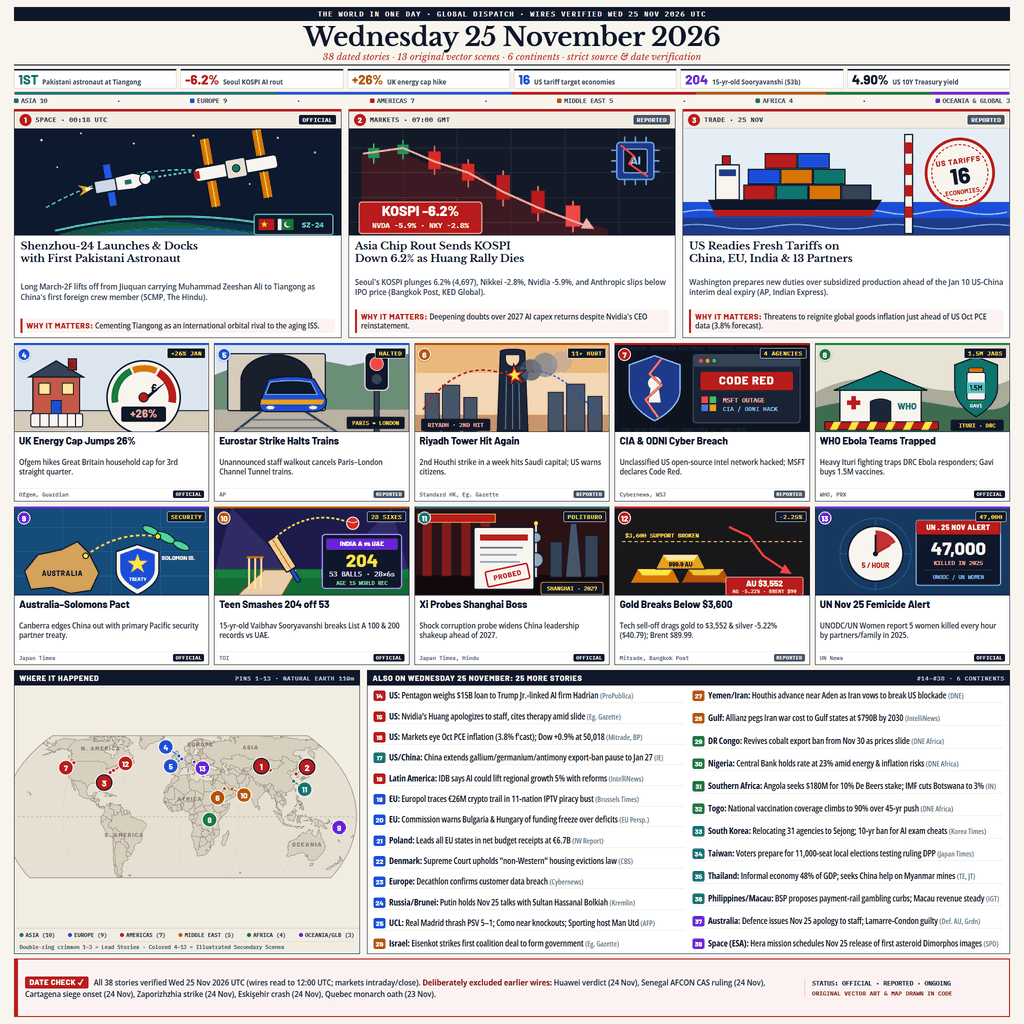 THE WORLD IN ONE DAY · GLOBAL DISPATCH · WIRES VERIFIED WED 25 NOV 2026 UTC
Wednesday 25 November 2026
38 dated stories · 13 original vector scenes · 6 continents · strict source & date verification
1ST Pakistani astronaut at Tiangong
-6.2% Seoul KOSPI AI rout
+26% UK energy cap hike
16 US tariff target economies
204 15-yr-old Sooryavanshi (53b)
4.90% US 10Y Treasury yield
ASIA 10 · EUROPE 9 · AMERICAS 7 · MIDDLE EAST 5 · AFRICA 4 · OCEANIA & GLOBAL 3
1 SPACE · 00:18 UTC OFFICIAL
SZ-24
Shenzhou-24 Launches & Docks
with First Pakistani Astronaut
Long March-2F lifts off from Jiuquan carrying Muhammad Zeeshan Ali to Tiangong as
China's first foreign crew member (SCMP, The Hindu).
WHY IT MATTERS: Cementing Tiangong as an international orbital rival to the aging ISS.
2 MARKETS · 07:00 GMT REPORTED
AI
KOSPI -6.2%
NVDA -5.9% · NKY -2.8%
Asia Chip Rout Sends KOSPI
Down 6.2% as Huang Rally Dies
Seoul's KOSPI plunges 6.2% (4,697), Nikkei -2.8%, Nvidia -5.9%, and Anthropic slips below
IPO price (Bangkok Post, KED Global).
WHY IT MATTERS: Deepening doubts over 2027 AI capex returns despite Nvidia's CEO
reinstatement.
3 TRADE · 25 NOV REPORTED
US TARIFFS
16
ECONOMIES
US Readies Fresh Tariffs on
China, EU, India & 13 Partners
Washington prepares new duties over subsidized production ahead of the Jan 10 US-China
interim deal expiry (AP, Indian Express).
WHY IT MATTERS: Threatens to reignite global goods inflation just ahead of US Oct PCE
data (3.8% forecast).
4 +26% JAN
£
+26%
UK Energy Cap Jumps 26%
Ofgem hikes Great Britain household cap for 3rd
straight quarter.
Ofgem, Guardian OFFICIAL
5 HALTED
PARIS ↔ LONDON
Eurostar Strike Halts Trains
Unannounced staff walkout cancels Paris–London
Channel Tunnel trains.
AP REPORTED
6 11+ HURT
RIYADH · 2ND HIT
Riyadh Tower Hit Again
2nd Houthi strike in a week hits Saudi capital; US warns
citizens.
Standard HK, Eg. Gazette REPORTED
7 4 AGENCIES
CODE RED
MSFT OUTAGE
CIA / ODNI HACK
CIA & ODNI Cyber Breach
Unclassified US open-source intel network hacked; MSFT
declares Code Red.
Cybernews, WSJ REPORTED
8 1.5M JABS
WHO
1.5M
GAVI
ITURI · DRC
WHO Ebola Teams Trapped
Heavy Ituri fighting traps DRC Ebola responders; Gavi
buys 1.5M vaccines.
WHO, PRX OFFICIAL
9 SECURITY
AUSTRALIA
TREATY
SOLOMON IS.
Australia–Solomons Pact
Canberra edges China out with primary Pacific security
partner treaty.
Japan Times OFFICIAL
10 28 SIXES
INDIA A vs UAE
204
53 BALLS · 28×6s
AGE 15 WORLD REC
Teen Smashes 204 off 53
15-yr-old Vaibhav Sooryavanshi breaks List A 100 & 200
records vs UAE.
TOI OFFICIAL
11 POLITBURO
PROBED
SHANGHAI · 2027
Xi Probes Shanghai Boss
Shock corruption probe widens China leadership
shakeup ahead of 2027.
Japan Times, Hindu OFFICIAL
12 -2.25%
$3,600 SUPPORT BROKEN
999.9 AU
AU $3,552
AG -5.22% · BRENT $90
Gold Breaks Below $3,600
Tech sell-off drags gold to $3,552 & silver -5.22%
($40.79); Brent $89.99.
Mitrade, Bangkok Post REPORTED
13 47,000
5 / HOUR
UN. 25 NOV ALERT
47,000
KILLED IN 2025
UNODC / UN WOMEN
UN Nov 25 Femicide Alert
UNODC/UN Women report 5 women killed every hour
by partners/family in 2025.
UN News OFFICIAL
WHERE IT HAPPENED PINS 1-13 · NATURAL EARTH 110m
N. AMERICA EUROPE ASIA
AFRICA
S. AMERICA
OCEANIA
1 2 3 4 5 6 7 8 9 10 11 12 13
ASIA (10) EUROPE (9) AMERICAS (7) MIDDLE EAST (5) AFRICA (4) OCEANIA/GLB (3)
Double-ring crimson 1-3 = Lead Stories · Colored 4-13 = Illustrated Secondary Scenes
ALSO ON WEDNESDAY 25 NOVEMBER: 25 MORE STORIES #14-#38 · 6 CONTINENTS
14 US: Pentagon weighs $15B loan to Trump Jr.-linked AI firm Hadrian (ProPublica)
15 US: Nvidia's Huang apologizes to staff, cites therapy amid slide (Eg. Gazette)
16 US: Markets eye Oct PCE inflation (3.8% f'cast); Dow +0.9% at 50,018 (Mitrade, BP)
17 US/China: China extends gallium/germanium/antimony export-ban pause to Jan 27 (IE)
18 Latin America: IDB says AI could lift regional growth 5% with reforms (IntelliNews)
19 EU: Europol traces €26M crypto trail in 11-nation IPTV piracy bust (Brussels Times)
20 EU: Commission warns Bulgaria & Hungary of funding freeze over deficits (EU Persp.)
21 Poland: Leads all EU states in net budget receipts at €6.7B (IW Report)
22 Denmark: Supreme Court upholds "non-Western" housing evictions law (CBS)
23 Europe: Decathlon confirms customer data breach (Cybernews)
24 Russia/Brunei: Putin holds Nov 25 talks with Sultan Hassanal Bolkiah (Kremlin)
25 UCL: Real Madrid thrash PSV 5–1; Como near knockouts; Sporting host Man Utd (AFP)
26 Israel: Eisenkot strikes first coalition deal to form government (Eg. Gazette)
27 Yemen/Iran: Houthis advance near Aden as Iran vows to break US blockade (DNE)
28 Gulf: Allianz pegs Iran war cost to Gulf states at $790B by 2030 (IntelliNews)
29 DR Congo: Revives cobalt export ban from Nov 30 as prices slide (DNE Africa)
30 Nigeria: Central Bank holds rate at 23% amid energy & inflation risks (DNE Africa)
31 Southern Africa: Angola seeks $180M for 10% De Beers stake; IMF cuts Botswana to 3% (IN)
32 Togo: National vaccination coverage climbs to 90% over 45-yr push (DNE Africa)
33 South Korea: Relocating 31 agencies to Sejong; 10-yr ban for AI exam cheats (Korea Times)
34 Taiwan: Voters prepare for 11,000-seat local elections testing ruling DPP (Japan Times)
35 Thailand: Informal economy 48% of GDP; seeks China help on Myanmar mines (TE, JT)
36 Philippines/Macau: BSP proposes payment-rail gambling curbs; Macau revenue steady (IGT)
37 Australia: Defence issues Nov 25 apology to staff; Lamarre-Condon guilty (Def. AU, Grdn)
38 Space (ESA): Hera mission schedules Nov 25 release of first asteroid Dimorphos images (SPO)
DATE CHECK ✓ All 38 stories verified Wed 25 Nov 2026 UTC (wires read to 12:00 UTC; markets intraday/close). Deliberately excluded earlier wires: Huawei verdict (24 Nov), Senegal AFCON CAS ruling (24 Nov),
Cartagena siege onset (24 Nov), Zaporizhzhia strike (24 Nov), Eskişehir crash (24 Nov), Quebec monarch oath (23 Nov).
STATUS: OFFICIAL · REPORTED · ONGOING
ORIGINAL VECTOR ART & MAP DRAWN IN CODE